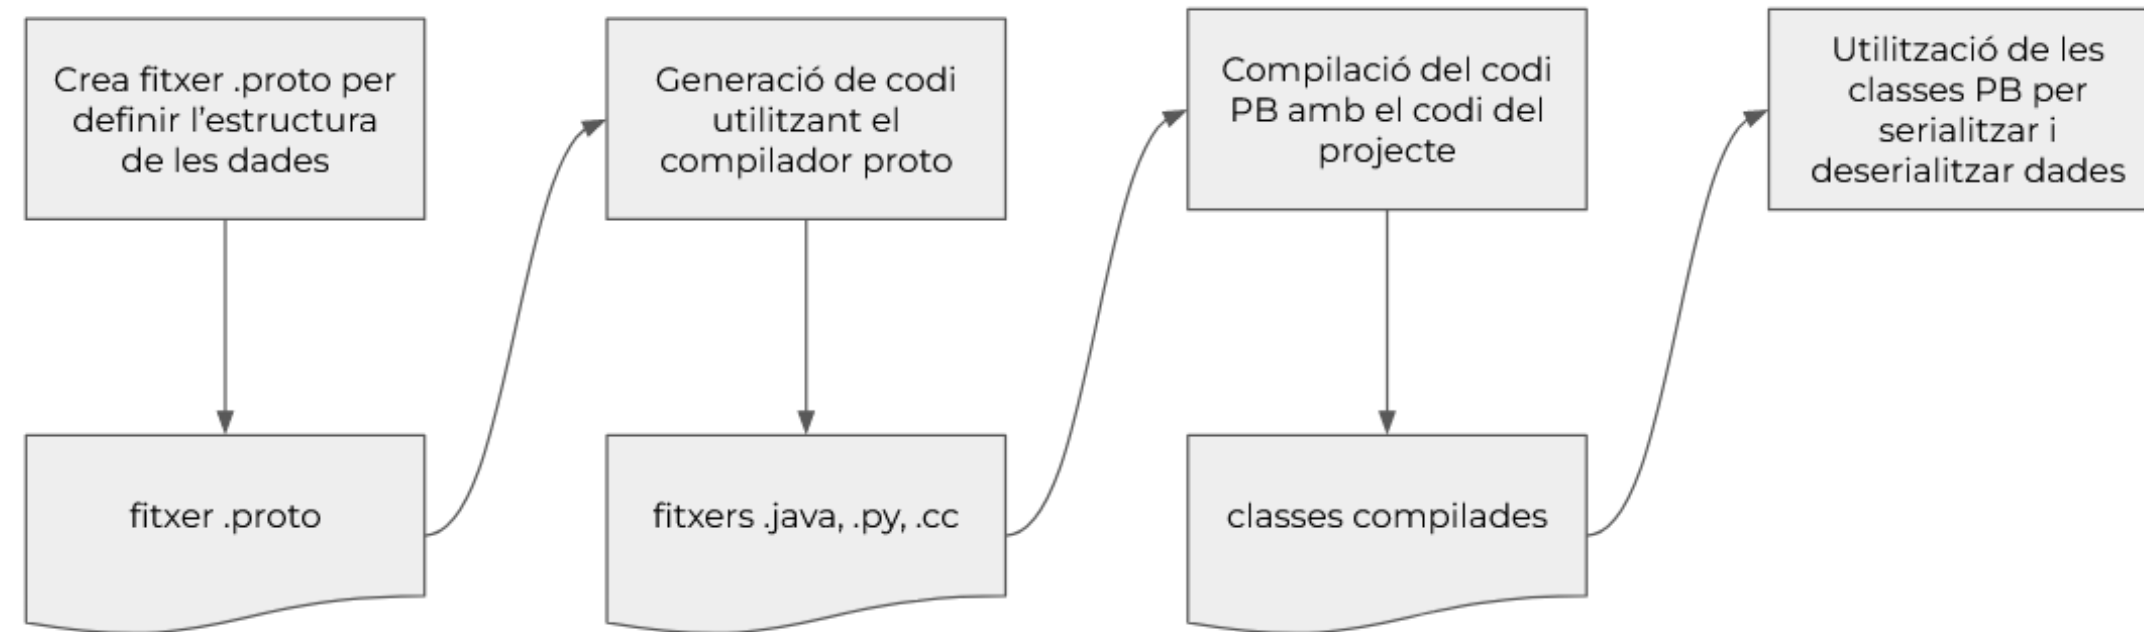 Crea fitxer .proto per
definir l'estructura
de les dades
Generació de codi
utilitzant el
compilador proto
Compilació del codi
PB amb el codi del
projecte
Utilització de les
classes PB per
serialitzar i
deserialitzar dades
fitxer .proto
fitxers .java, .py, .cc
classes compilades